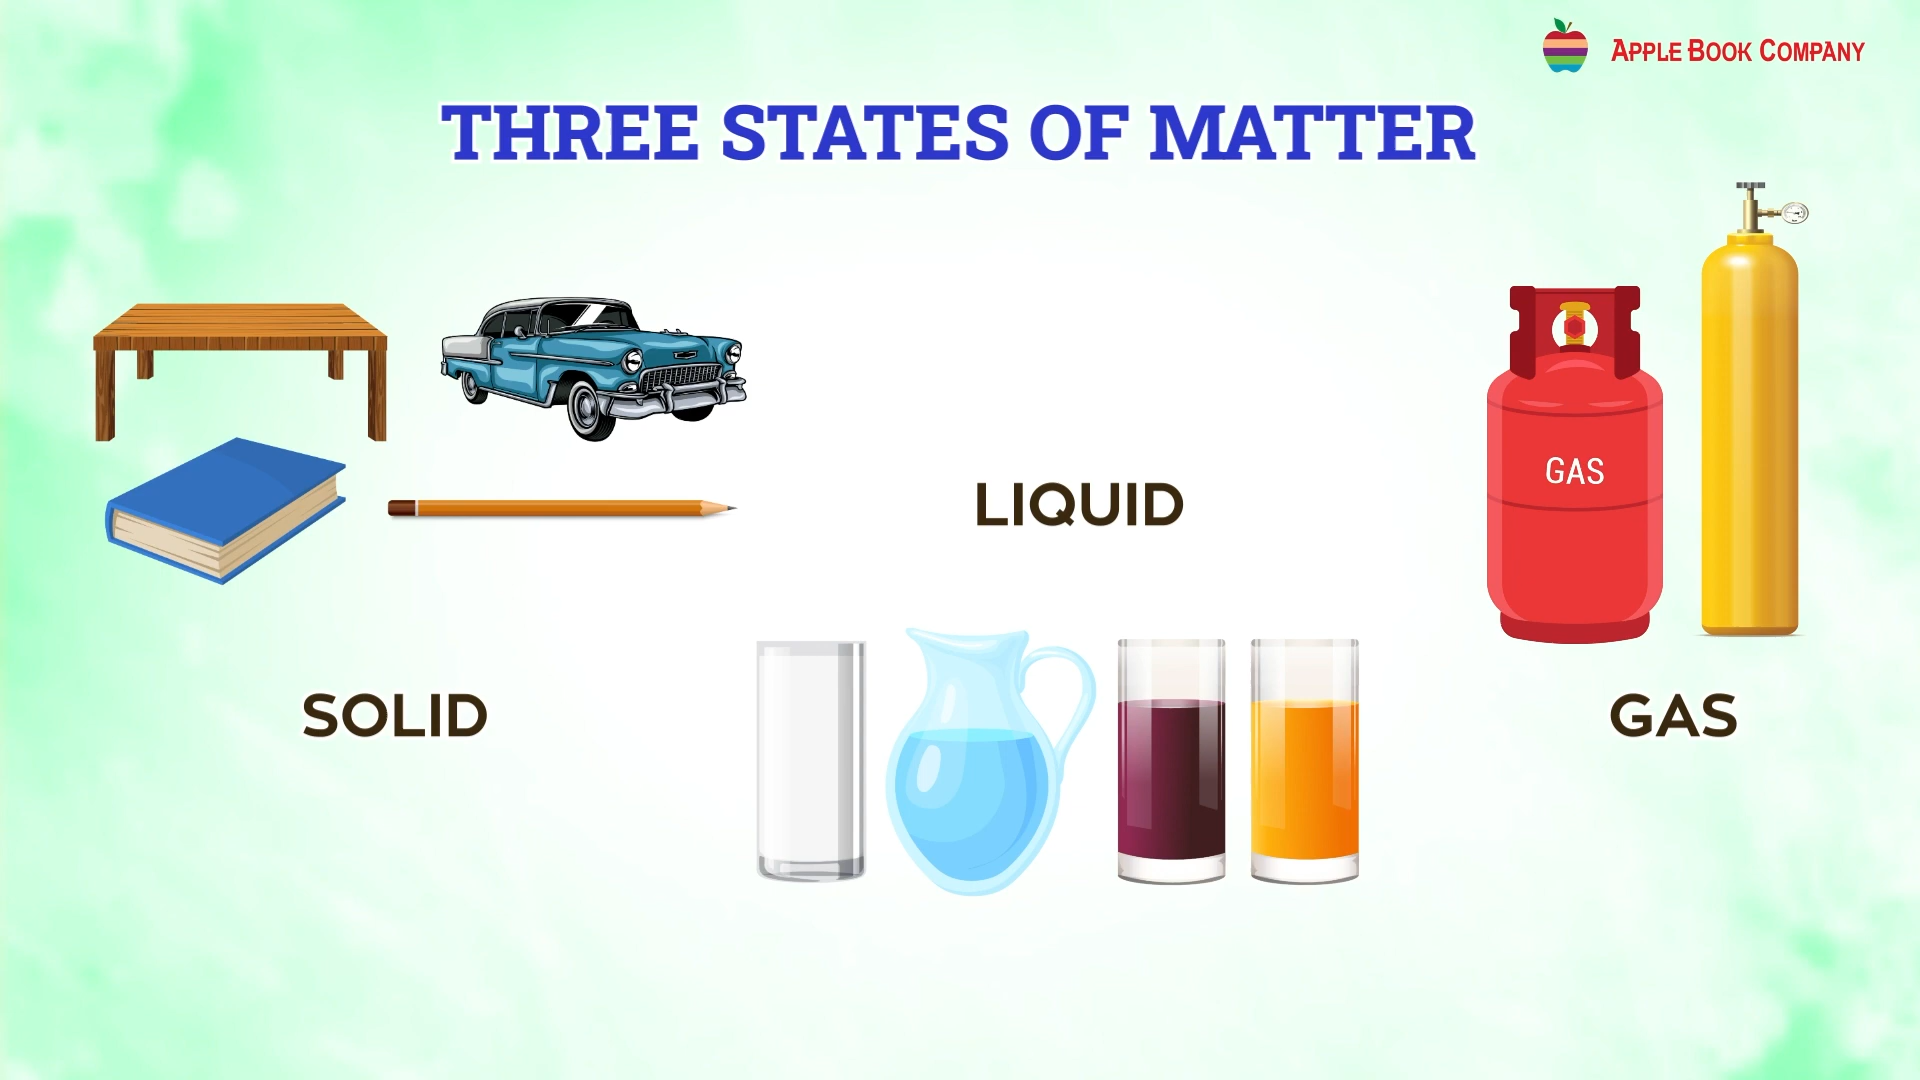 APPLE BOOK COMPANY
THREE STATES OF MATTER
GAS
LIQUID
SOLID
GAS